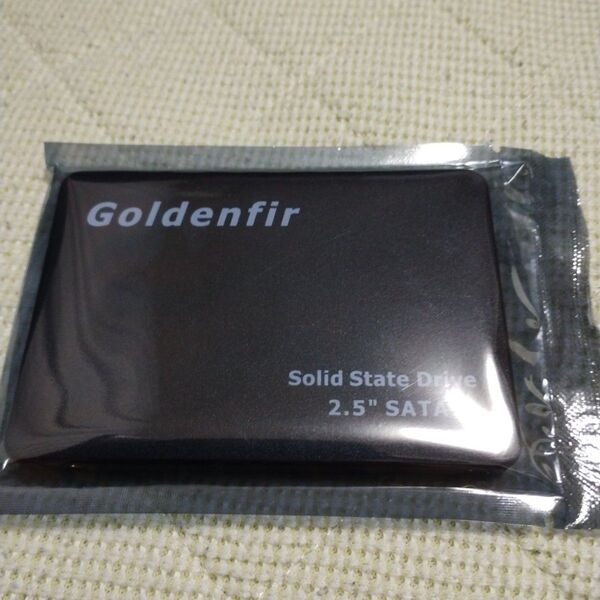 Goldenfir
Solid State Drive
2.5" SATA